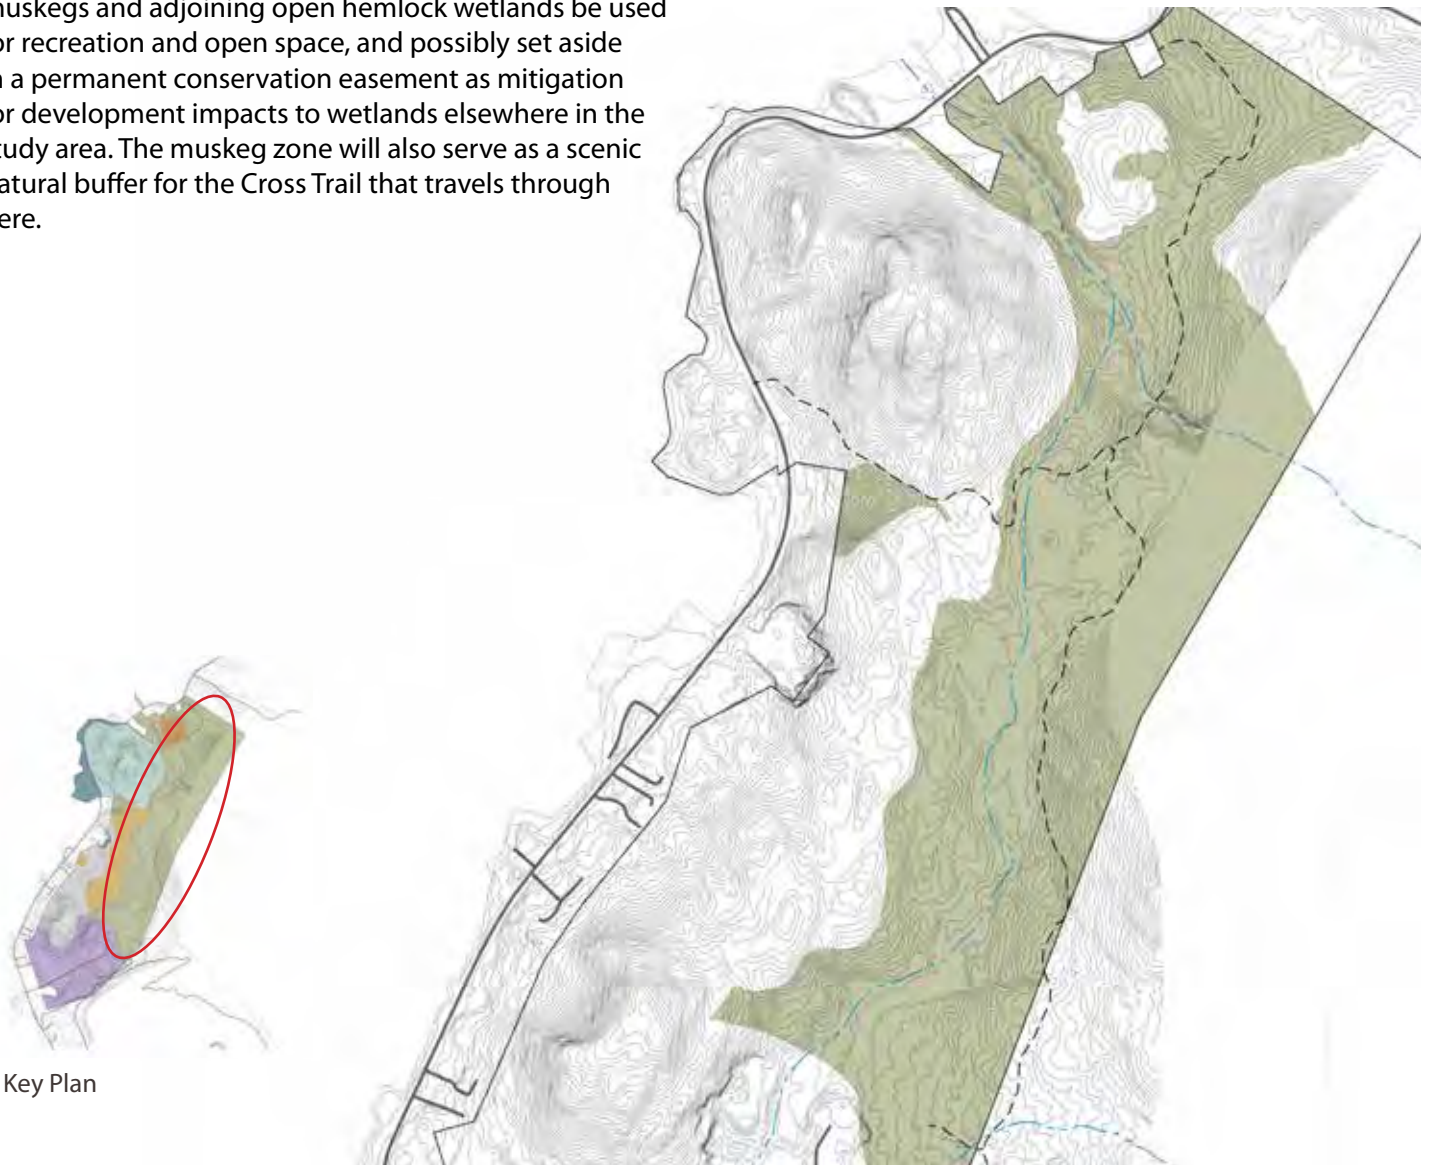 nuskegs and adjoining open hemlock wetlands be used
or recreation and open space, and possibly set aside
n a permanent conservation easement as mitigation
or development impacts to wetlands elsewhere in the
tudy area. The muskeg zone will also serve as a scenic
atural buffer for the Cross Trail that travels through
ere.
Key Plan